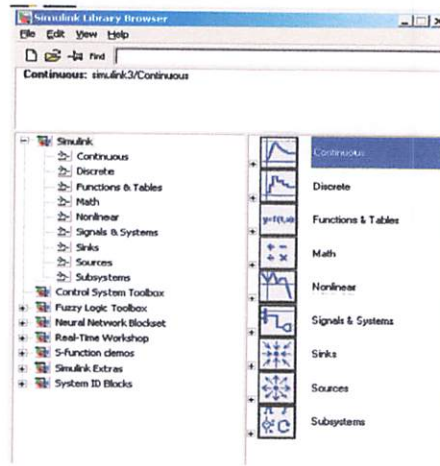 Simulink Library Browser
File Edit View Help
Find
Continuous: simulink3/Continuous
Simulink
Continuous
Discrete
Functions & Tables
Math
Nonlinear
Signals & Systems
Sinks
Sources
Subsystems
Control System Toolbox
Fuzzy Logic Toolbox
Neural Network Blockset
Real-Time Workshop
S-function demos
Simulink Extras
System ID Blocks
Continuous
Discrete
y=f(t,u)
Functions & Tables
Math
Nonlinear
Signals & Systems
Sinks
Sources
Subsystems